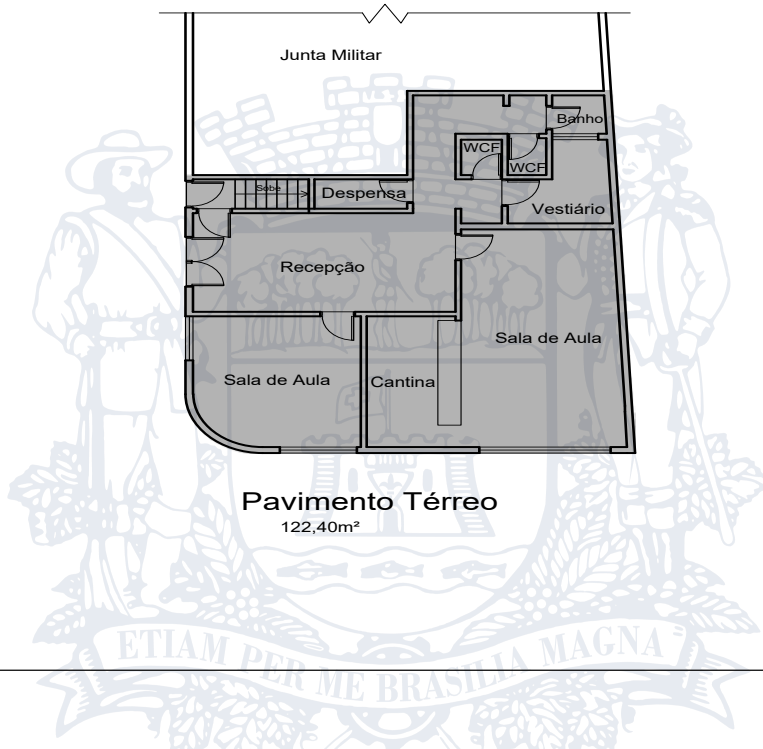 Junta Militar
Banho
WCF
WCF
Sobe
Despensa
Vestiário
Recepção
Sala de Aula
Sala de Aula
Cantina
Pavimento Térreo
122,40m²
ETIAM PER ME BRASILIA MAGNA